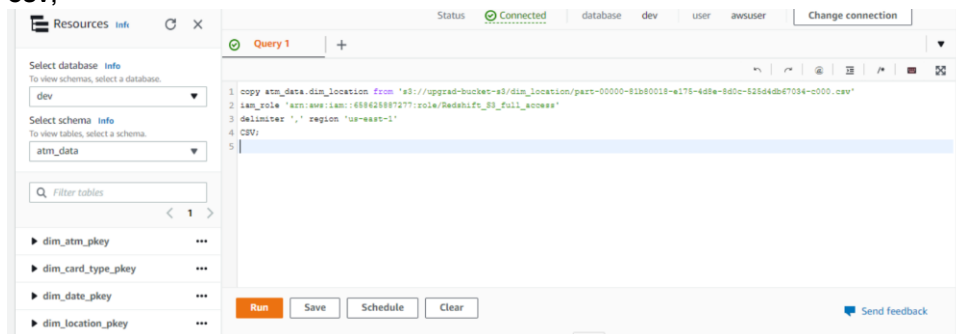 Resources Info
Status Connected database dev user awsuser Change connection
Query 1 +
Select database Info
To view schemas, select a database.
dev
Select schema Info
To view tables, select a schema.
atm_data
Filter tables
< 1 >
dim_atm_pkey
dim_card_type_pkey
dim_date_pkey
dim_location_pkey
1 copy atm_data.dim_location from 's3://upgrad-bucket-s3/dim_location/part-00000-81b80018-e175-4d8e-8d0c-525d4db67034-c000.csv'
2 iam_role 'arn:aws:iam::658625887277:role/Redshift_S3_full_access'
3 delimiter ',' region 'us-east-1'
4 CSV;
5
Run Save Schedule Clear
Send feedback